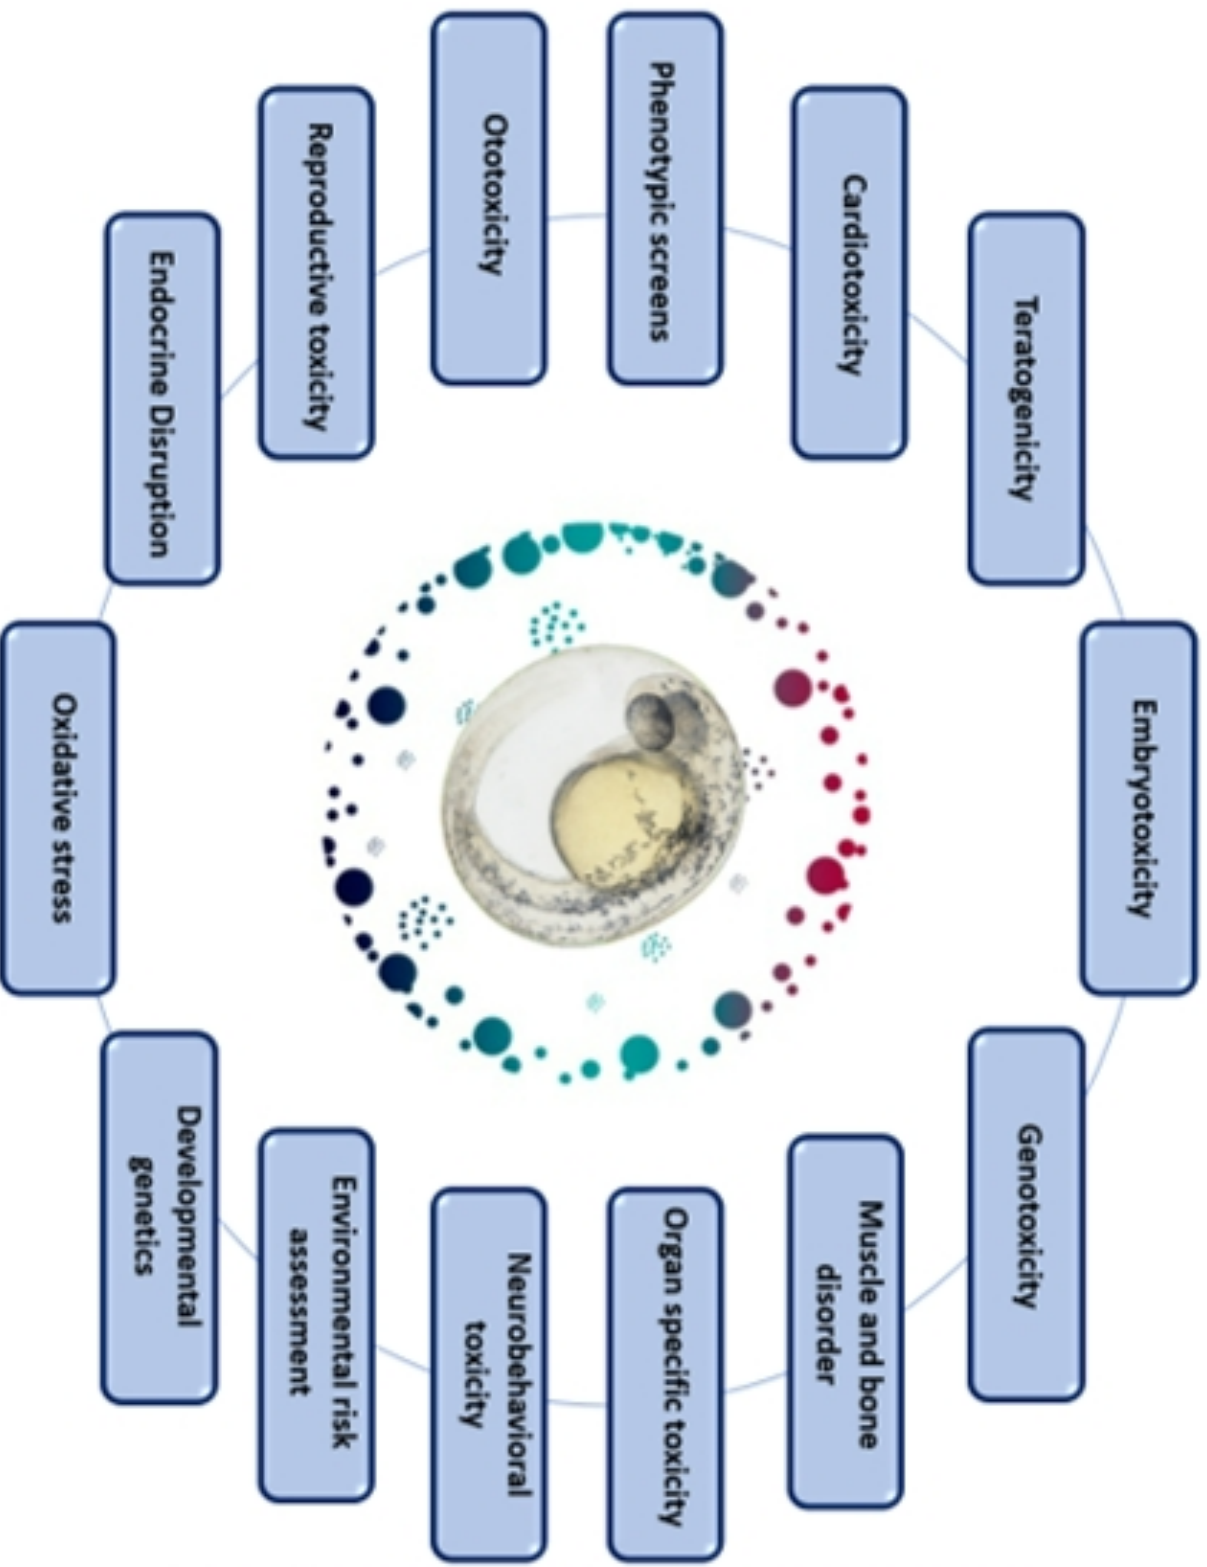 Embryotoxicity
Teratogenicity
Genotoxicity
Cardiotoxicity
Muscle and bone
disorder
Phenotypic screens
Organ specific toxicity
Ototoxicity
Neurobehavioral
toxicity
Reproductive toxicity
Environmental risk
assessment
Endocrine Disruption
Developmental
genetics
Oxidative stress